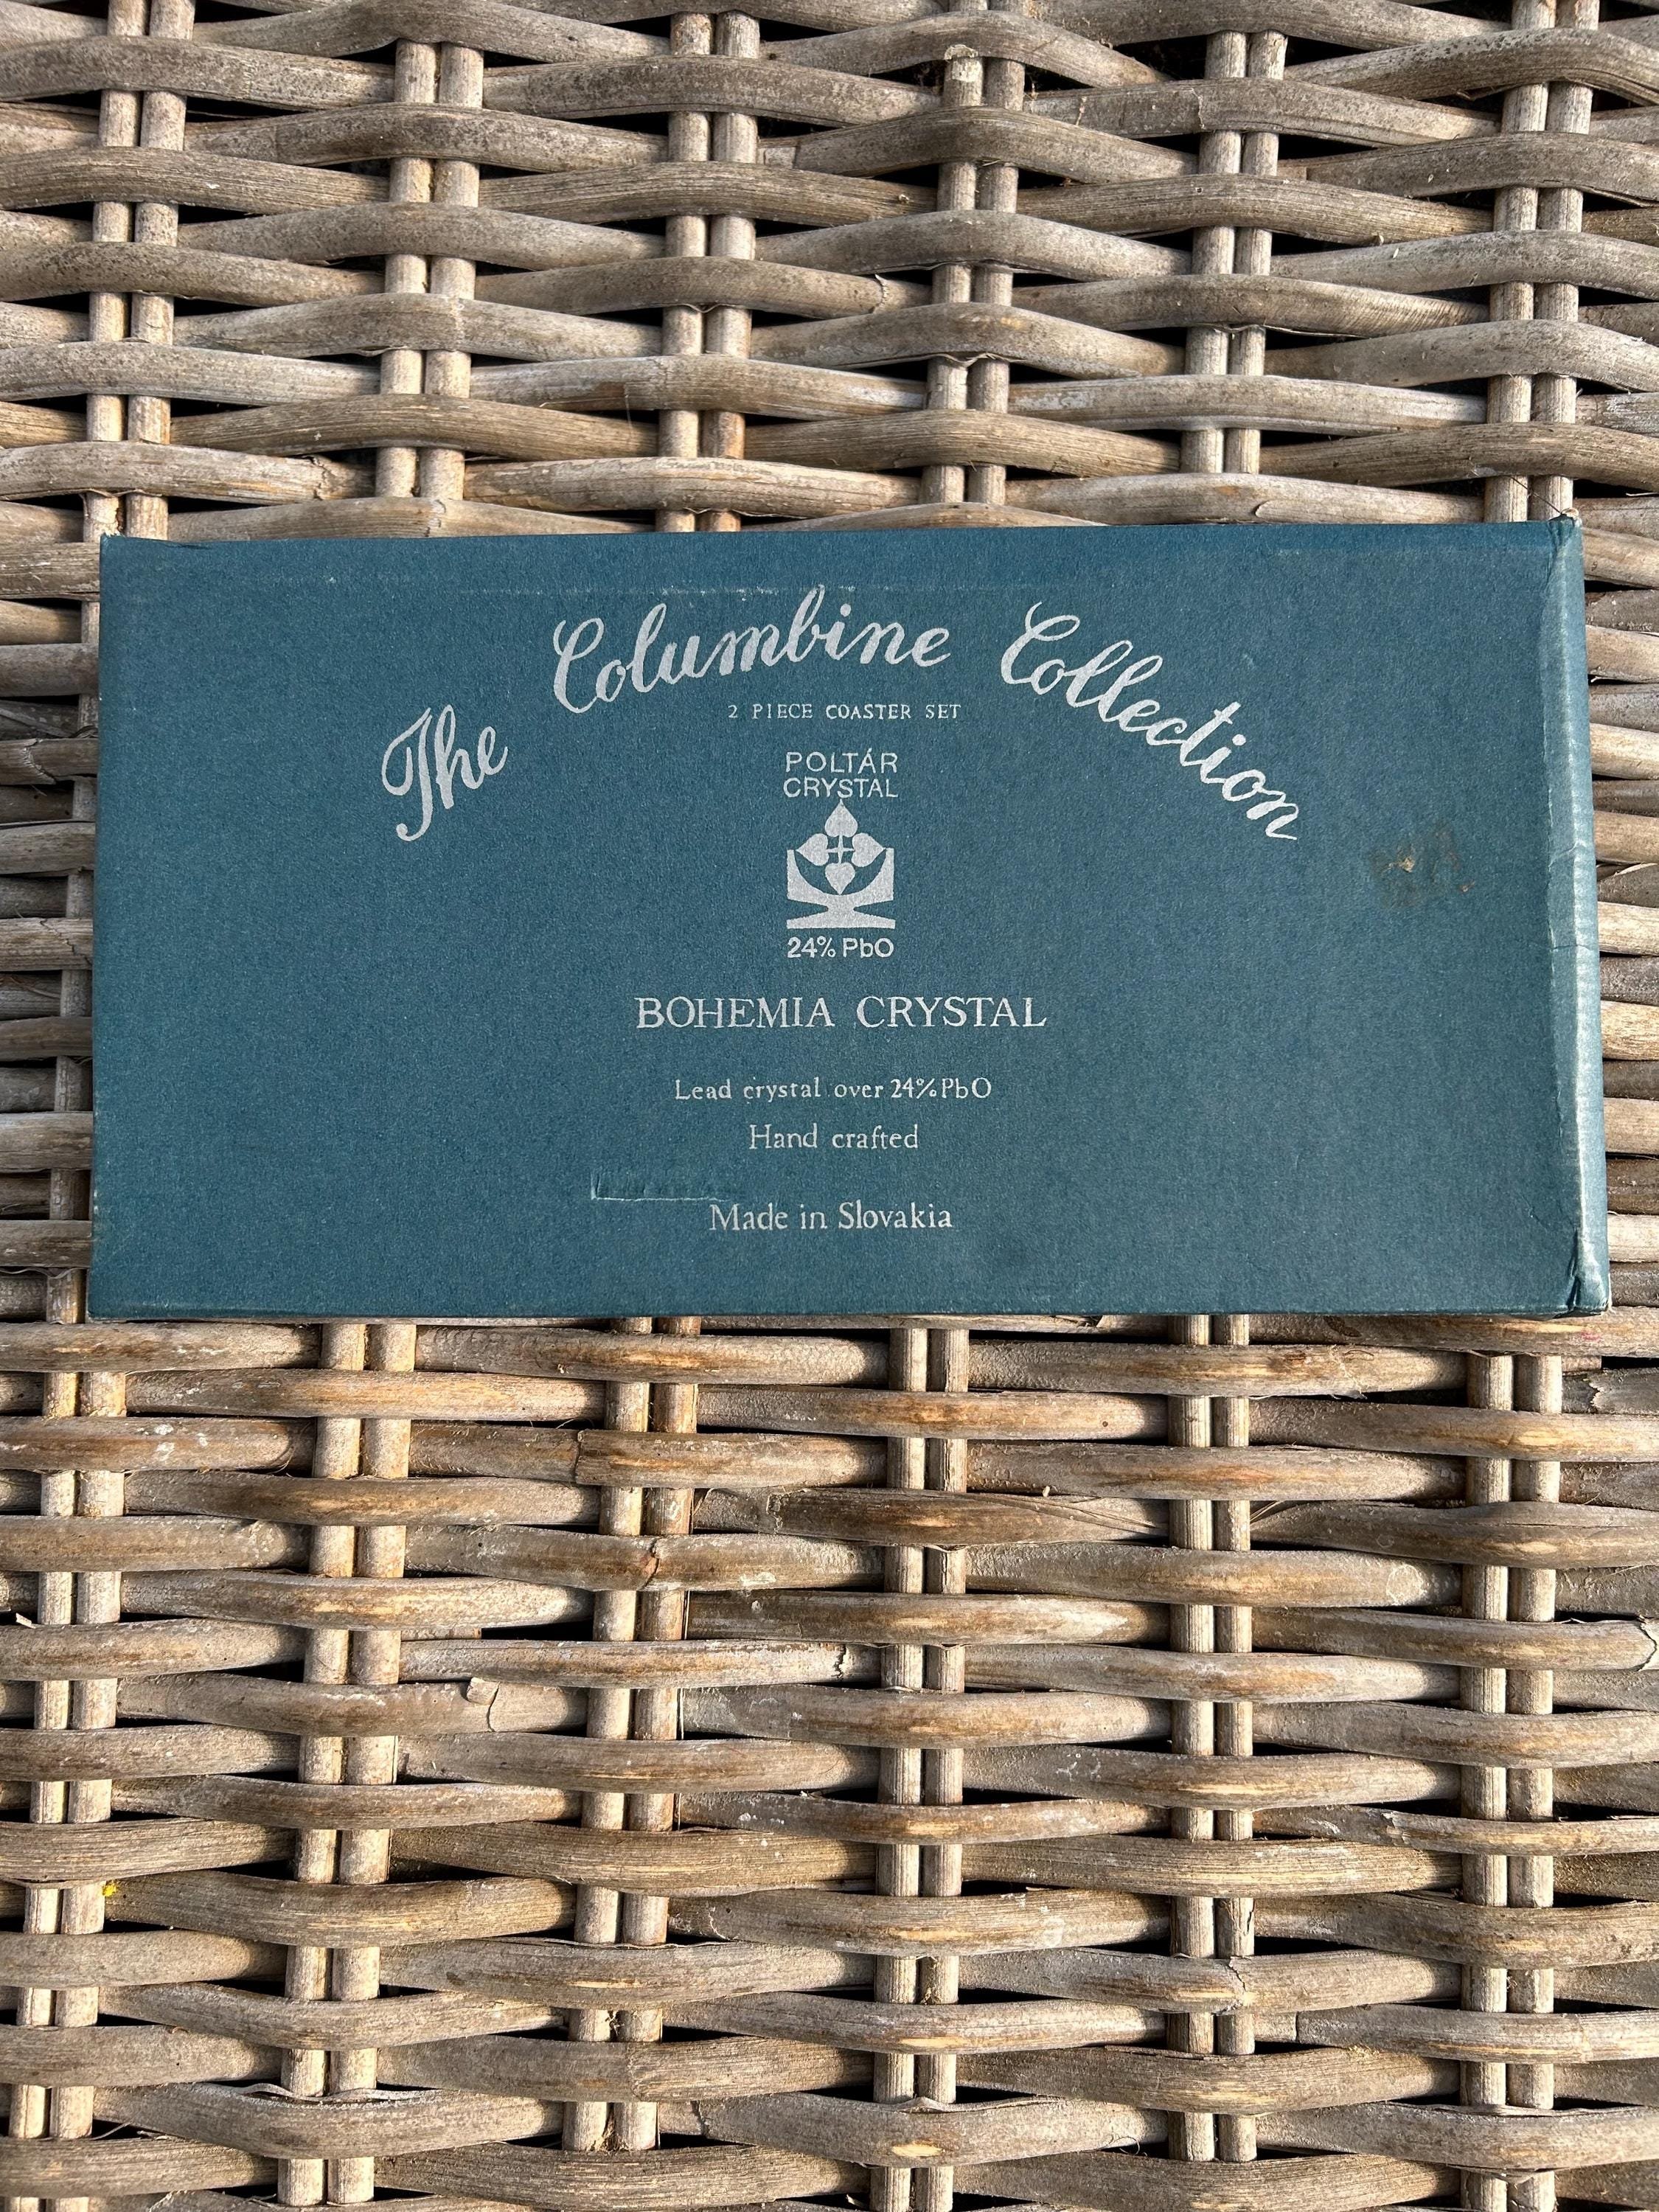 The Columbine Collection
2 PIECE COASTER SET
POLTÁR
CRYSTAL
24% PbO
BOHEMIA CRYSTAL
Lead crystal over 24% PbO
Hand crafted
Made in Slovakia